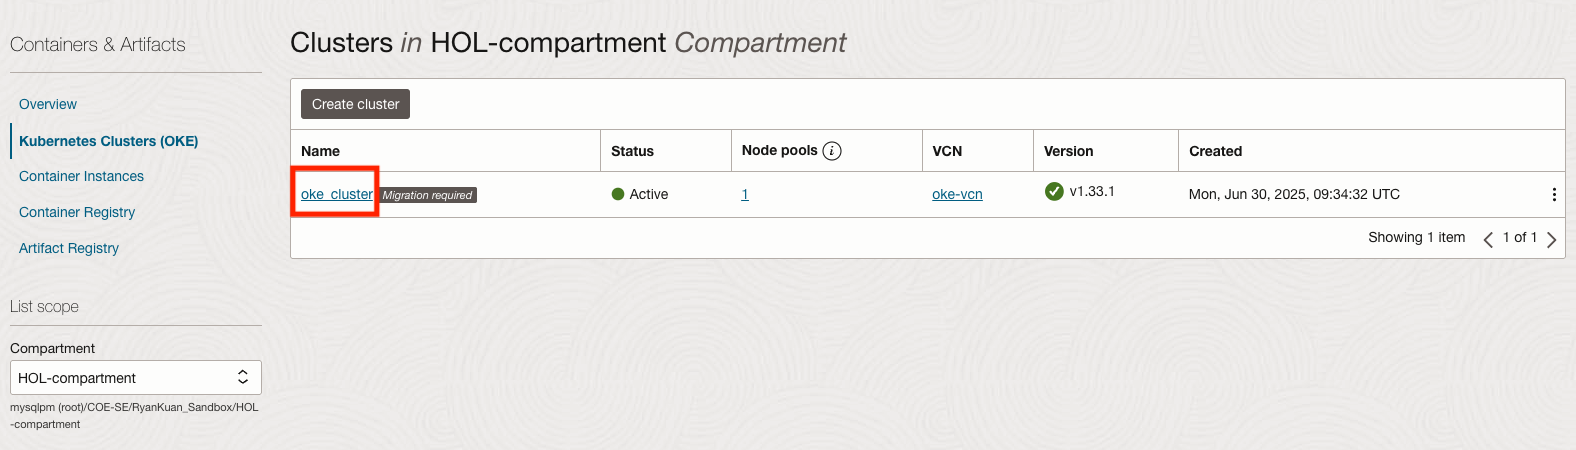 Containers & Artifacts
Overview
Kubernetes Clusters (OKE)
Container Instances
Container Registry
Artifact Registry
List scope
Compartment
HOL-compartment
mysqlpm (root)/COE-SE/RyanKuan_Sandbox/HOL
-compartment
Clusters in HOL-compartment Compartment
Create cluster
Name Status Node pools i VCN Version Created
oke_cluster Migration required Active 1 oke-vcn v1.33.1 Mon, Jun 30, 2025, 09:34:32 UTC
Showing 1 item 1 of 1